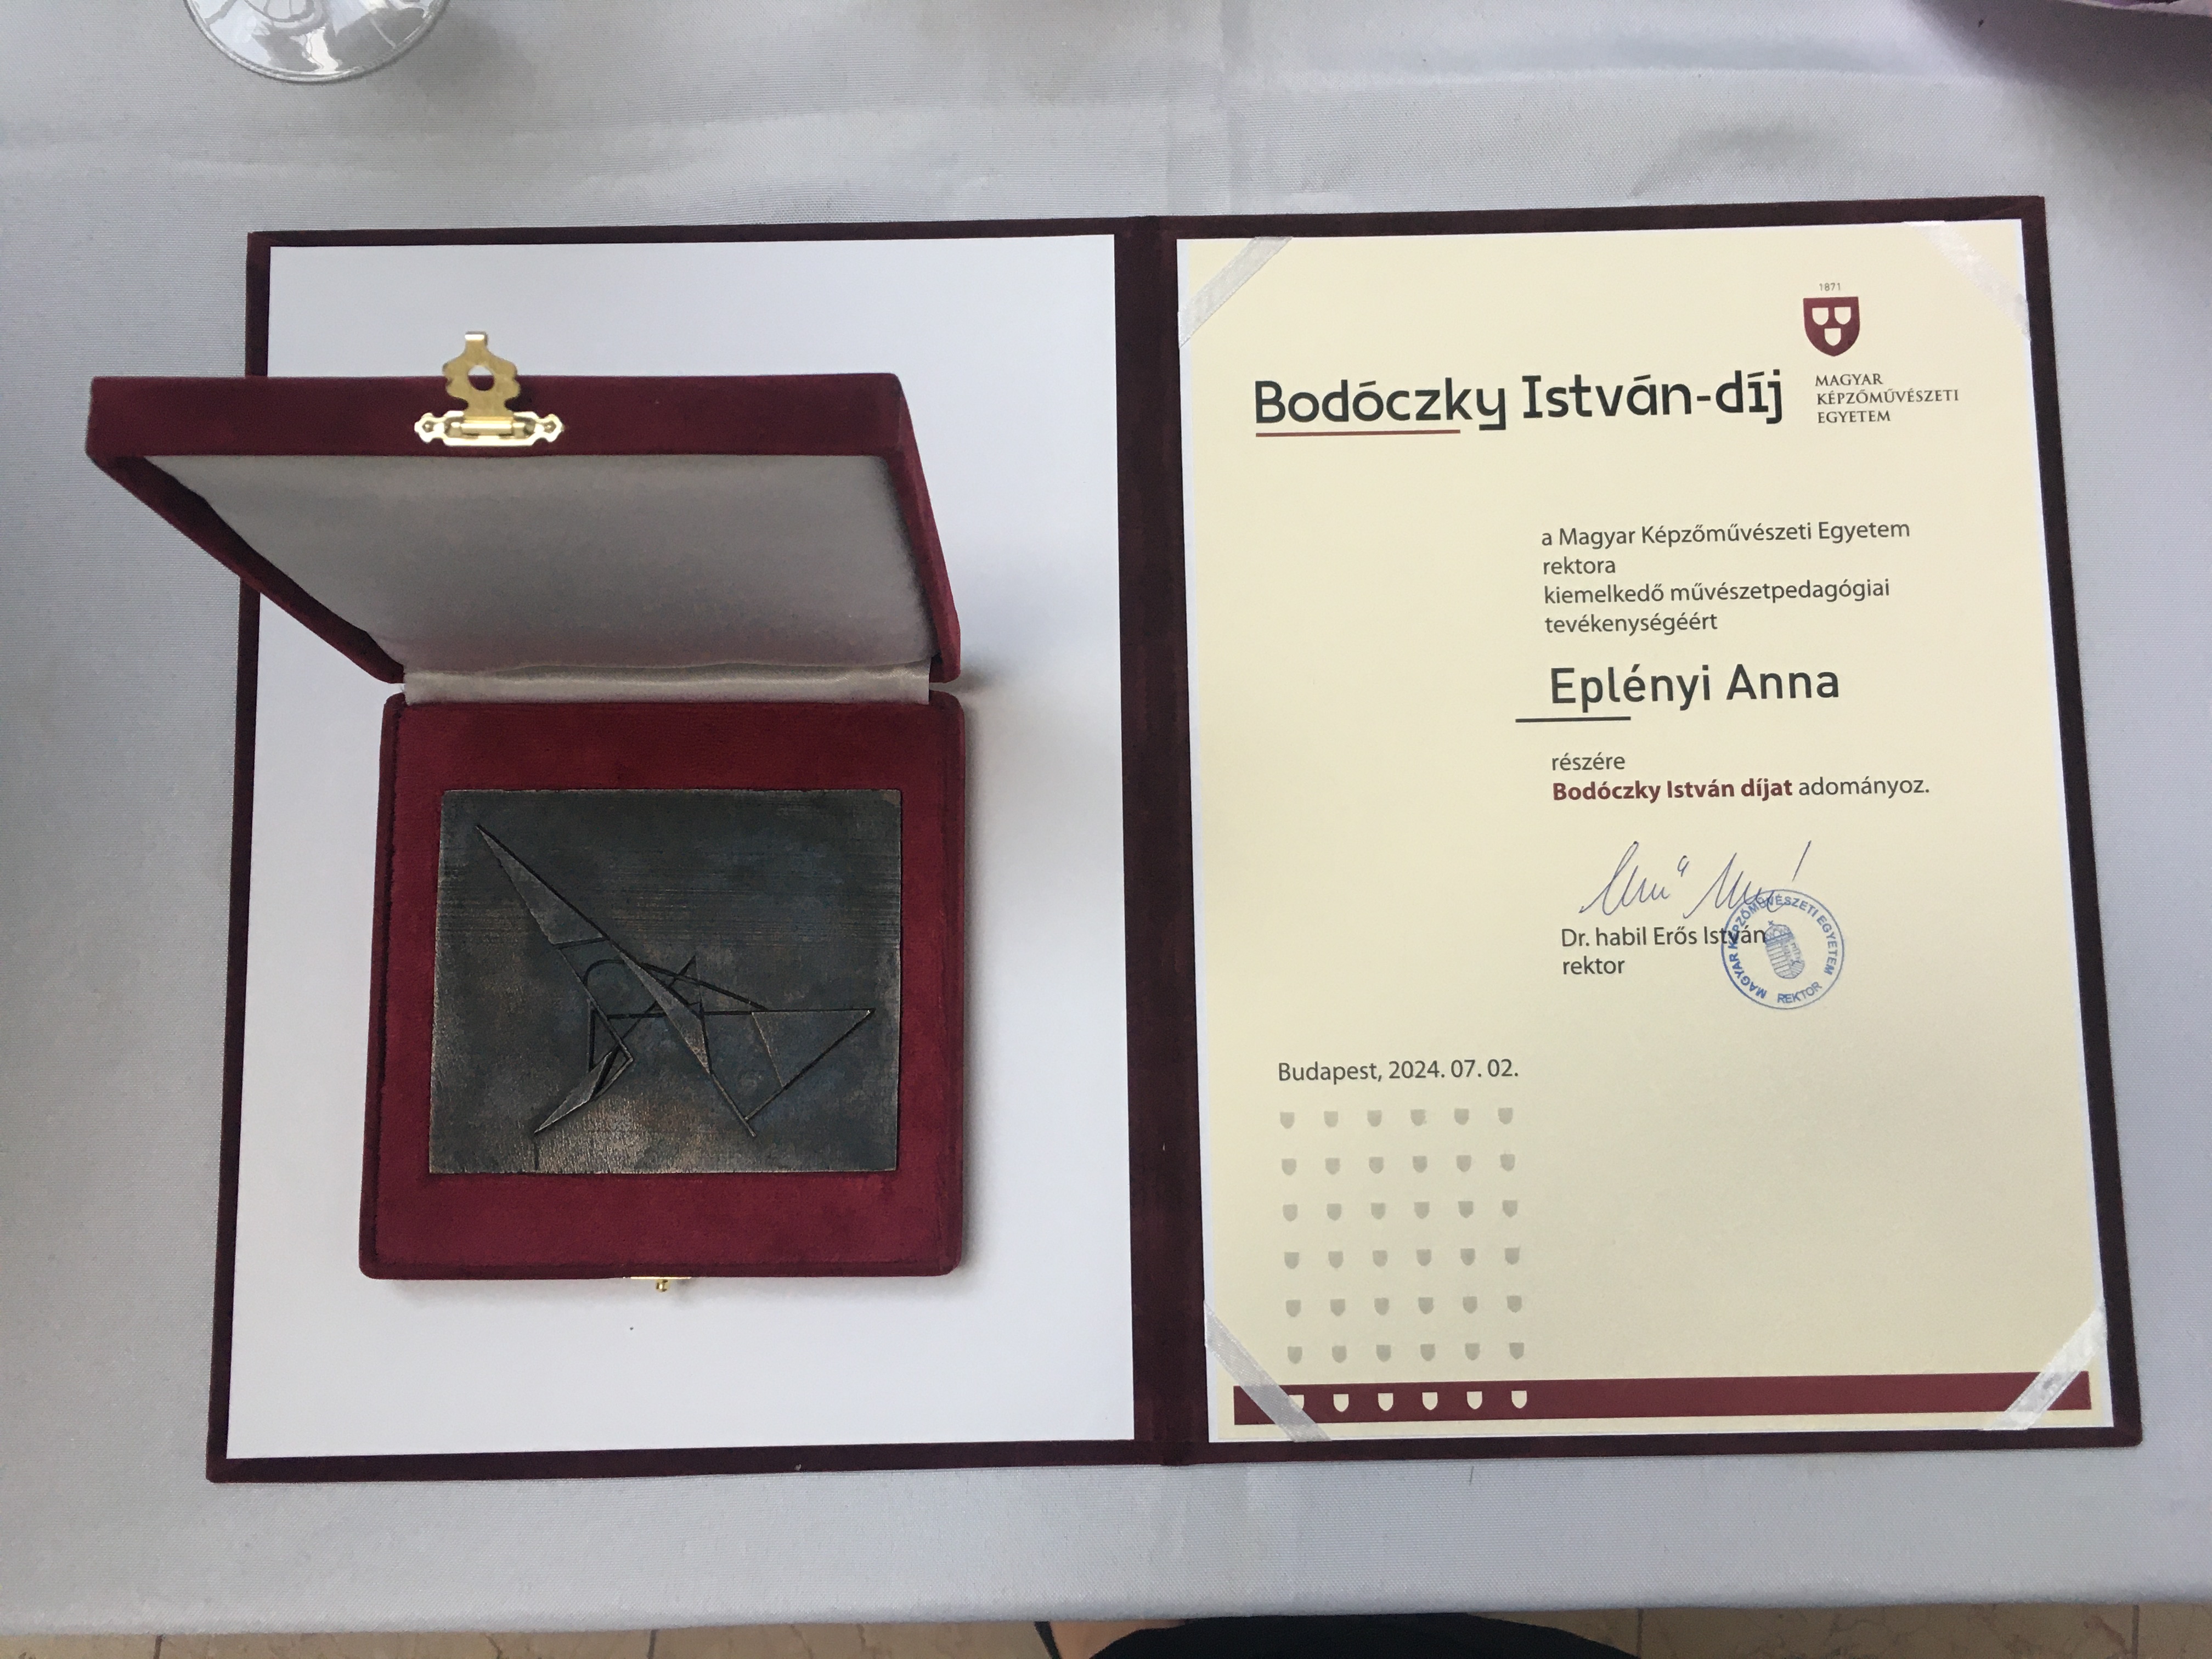 1871
MAGYAR
KÉPZŐMŰVÉSZETI
EGYETEM
Bodóczky István-díj
a Magyar Képzőművészeti Egyetem
rektora
kiemelkedő művészetpedagógiai
tevékenységéért
Eplényi Anna
részére
Bodóczky István díjat adományoz.
Dr. habil Erős István
rektor
MAGYAR KÉPZŐMŰVÉSZETI EGYETEM
REKTOR
Budapest, 2024. 07. 02.